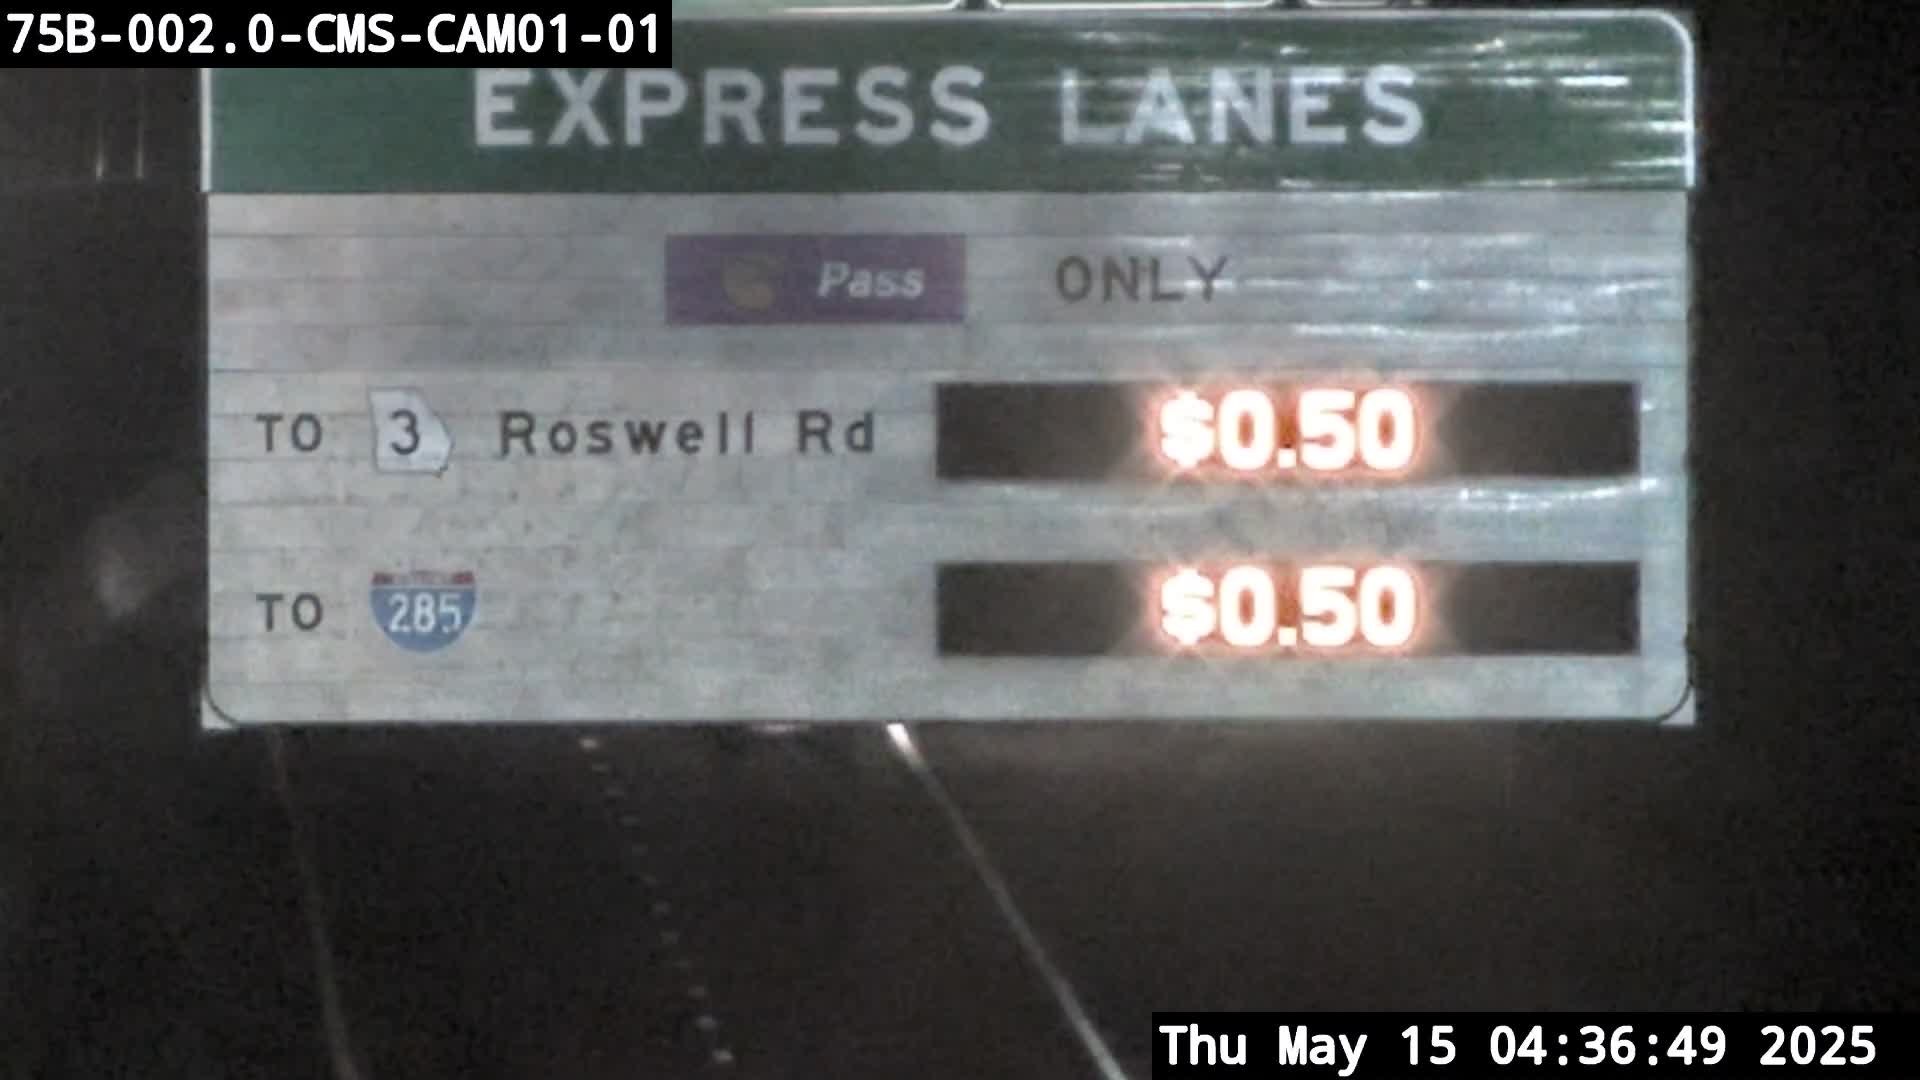 75B-002.0-CMS-CAM01-01
EXPRESS LANES
Pass ONLY
TO 3 Roswell Rd $0.50
TO 285 $0.50
Thu May 15 04:36:49 2025